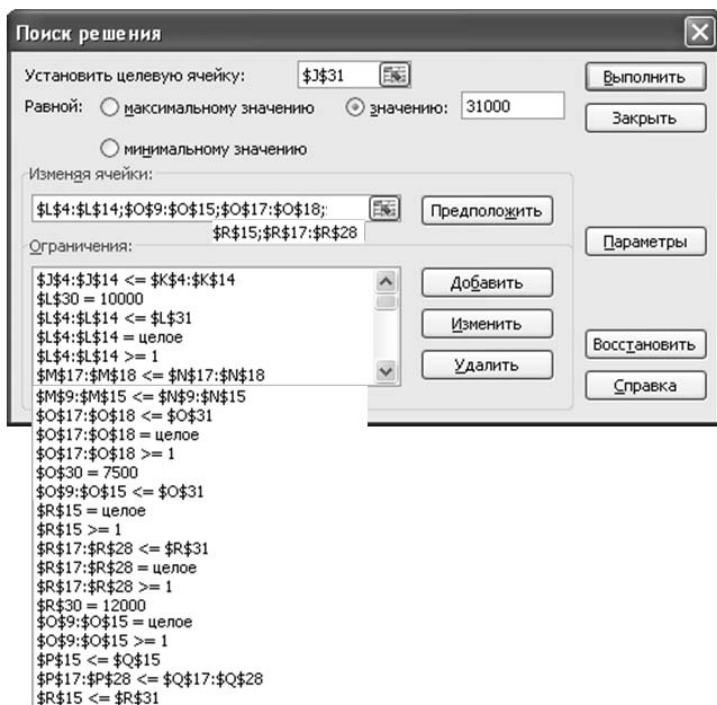 Поиск решения
Установить целевую ячейку: $J$31 Выполнить
Равной: максимальному значению значению: 31000 Закрыть
минимальному значению
Изменяя ячейки:
$L$4:$L$14;$O$9:$O$15;$O$17:$O$18; Предположить
$R$15;$R$17:$R$28
Ограничения: Параметры
$J$4:$J$14 <= $K$4:$K$14 Добавить
$L$30 = 10000
$L$4:$L$14 <= $L$31 Изменить
$L$4:$L$14 = целое Восстановить
$L$4:$L$14 >= 1 Удалить
$M$17:$M$18 <= $N$17:$N$18 Справка
$M$9:$M$15 <= $N$9:$N$15
$O$17:$O$18 <= $O$31
$O$17:$O$18 = целое
$O$17:$O$18 >= 1
$O$30 = 7500
$O$9:$O$15 <= $O$31
$R$15 = целое
$R$15 >= 1
$R$17:$R$28 <= $R$31
$R$17:$R$28 = целое
$R$17:$R$28 >= 1
$R$30 = 12000
$O$9:$O$15 = целое
$O$9:$O$15 >= 1
$P$15 <= $Q$15
$P$17:$P$28 <= $Q$17:$Q$28
$R$15 <= $R$31